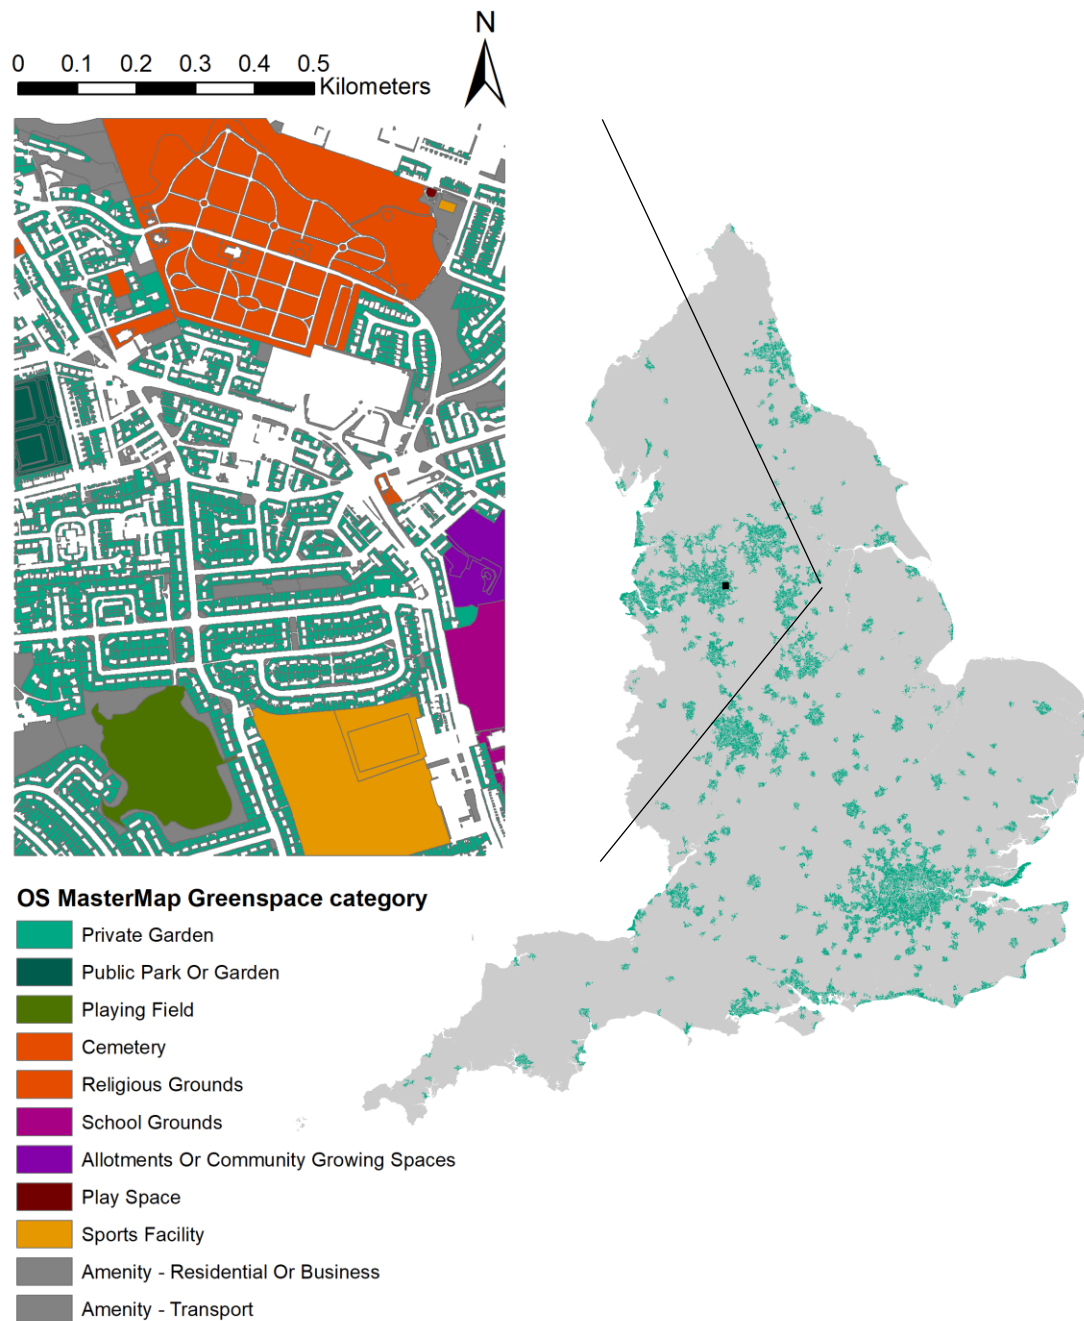 N
0 0.1 0.2 0.3 0.4 0.5
Kilometers
OS MasterMap Greenspace category
Private Garden
Public Park Or Garden
Playing Field
Cemetery
Religious Grounds
School Grounds
Allotments Or Community Growing Spaces
Play Space
Sports Facility
Amenity - Residential Or Business
Amenity - Transport